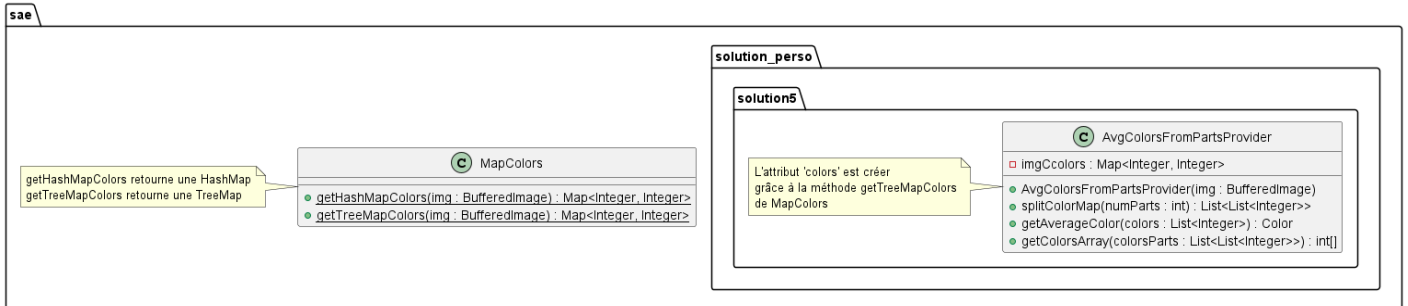 sae
getHashMapColors retourne une HashMap
getTreeMapColors retourne une TreeMap
C MapColors
getHashMapColors(img : BufferedImage) : Map<Integer, Integer>
getTreeMapColors(img : BufferedImage) : Map<Integer, Integer>
solution_perso
solution5
L'attribut 'colors' est créer
grâce à la méthode getTreeMapColors
de MapColors
C AvgColorsFromPartsProvider
imgCcolors : Map<Integer, Integer>
AvgColorsFromPartsProvider(img : BufferedImage)
splitColorMap(numParts : int) : List<List<Integer>>
getAverageColor(colors : List<Integer>) : Color
getColorsArray(colorsParts : List<List<Integer>>) : int[]